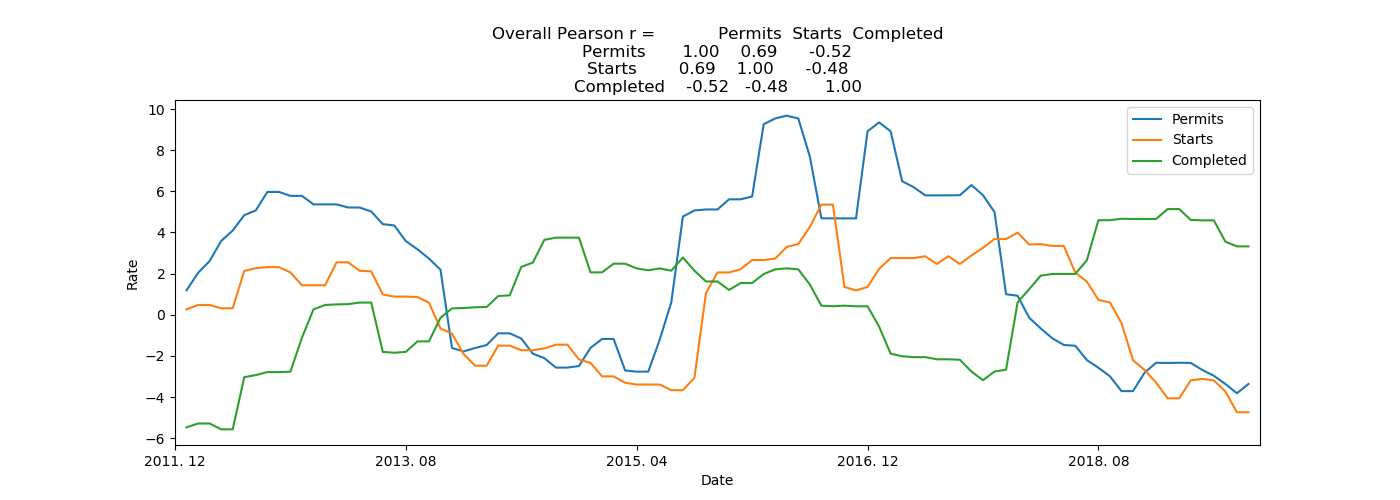 Overall Pearson r = Permits Starts Completed
Permits 1.00 0.69 -0.52
Starts 0.69 1.00 -0.48
Completed -0.52 -0.48 1.00
10
8
6
4
2
0
−2
−4
−6
Rate
Permits
Starts
Completed
2011. 12 2013. 08 2015. 04 2016. 12 2018. 08
Date